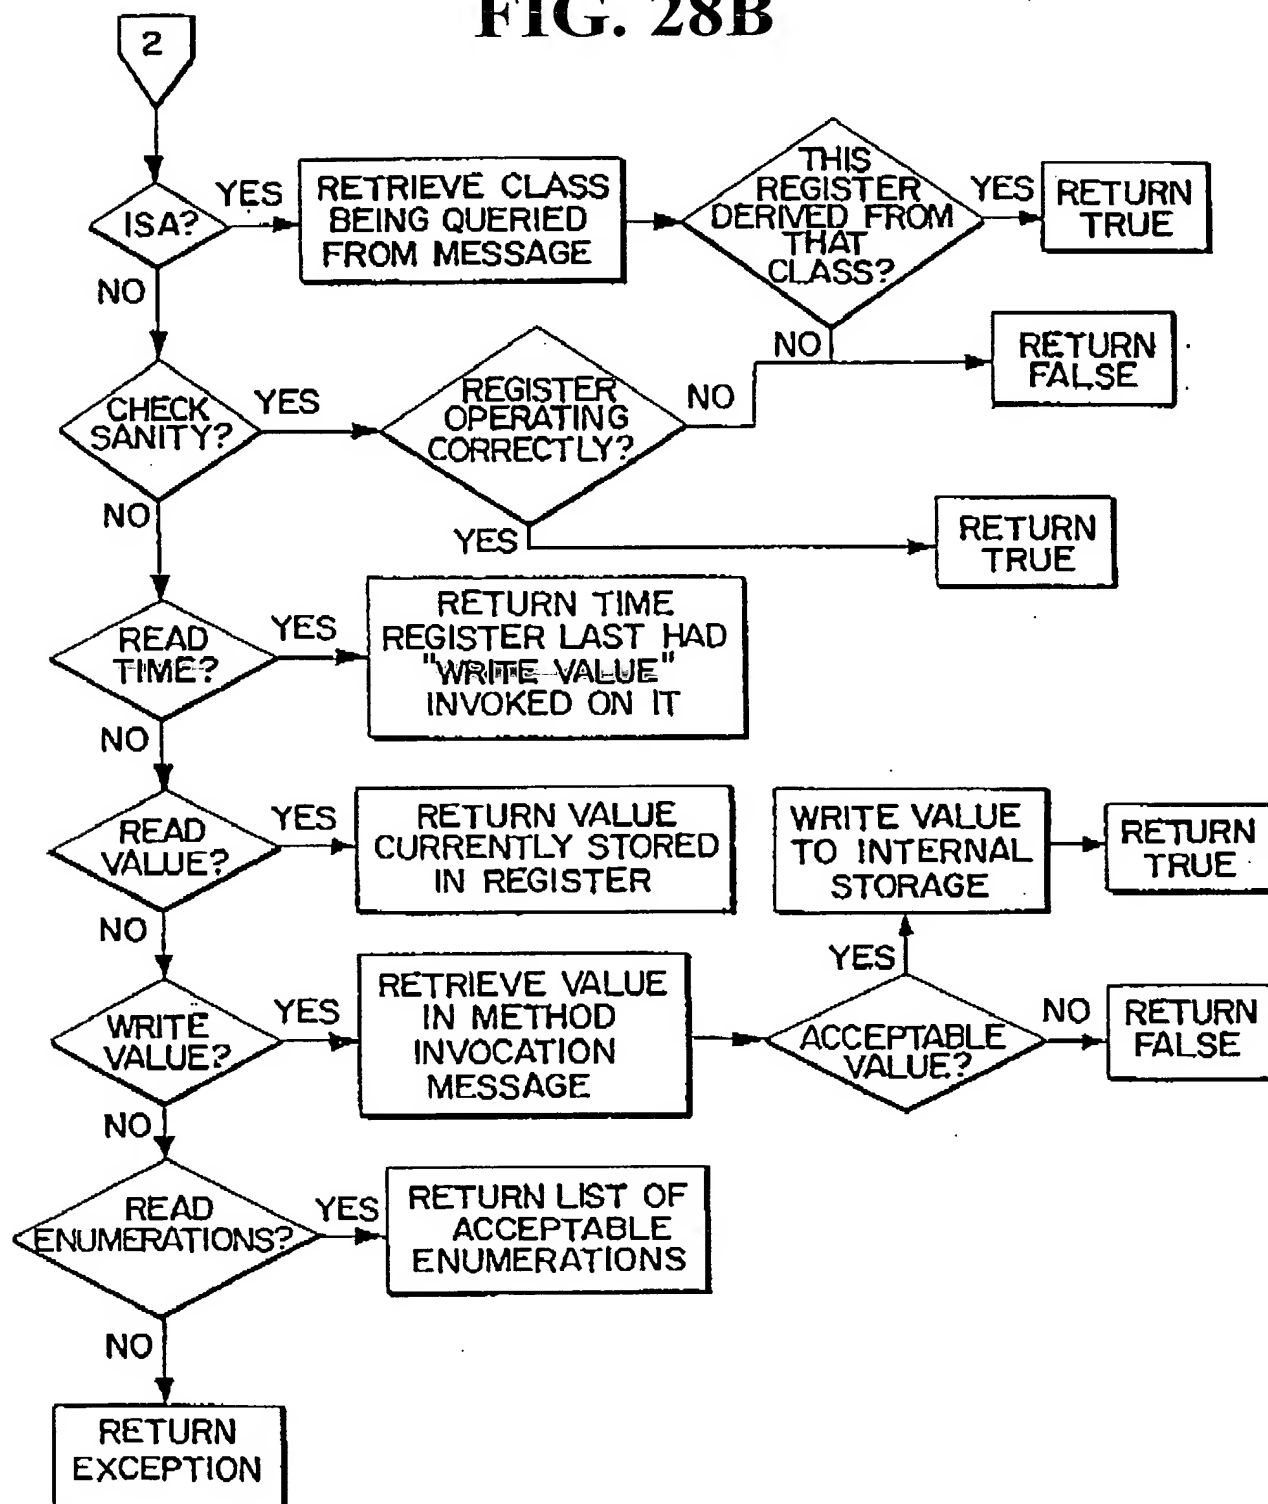 FIG. 28B
2
ISA?
YES
RETRIEVE CLASS
BEING QUERIED
FROM MESSAGE
THIS
REGISTER
DERIVED FROM
THAT
CLASS?
YES
RETURN
TRUE
NO
NO
RETURN
FALSE
CHECK
SANITY?
YES
REGISTER
OPERATING
CORRECTLY?
NO
NO
YES
RETURN
TRUE
READ
TIME?
YES
RETURN TIME
REGISTER LAST HAD
"WRITE VALUE"
INVOKED ON IT
NO
READ
VALUE?
YES
RETURN VALUE
CURRENTLY STORED
IN REGISTER
WRITE VALUE
TO INTERNAL
STORAGE
RETURN
TRUE
NO
YES
WRITE
VALUE?
YES
RETRIEVE VALUE
IN METHOD
INVOCATION
MESSAGE
ACCEPTABLE
VALUE?
NO
RETURN
FALSE
NO
READ
ENUMERATIONS?
YES
RETURN LIST OF
ACCEPTABLE
ENUMERATIONS
NO
RETURN
EXCEPTION